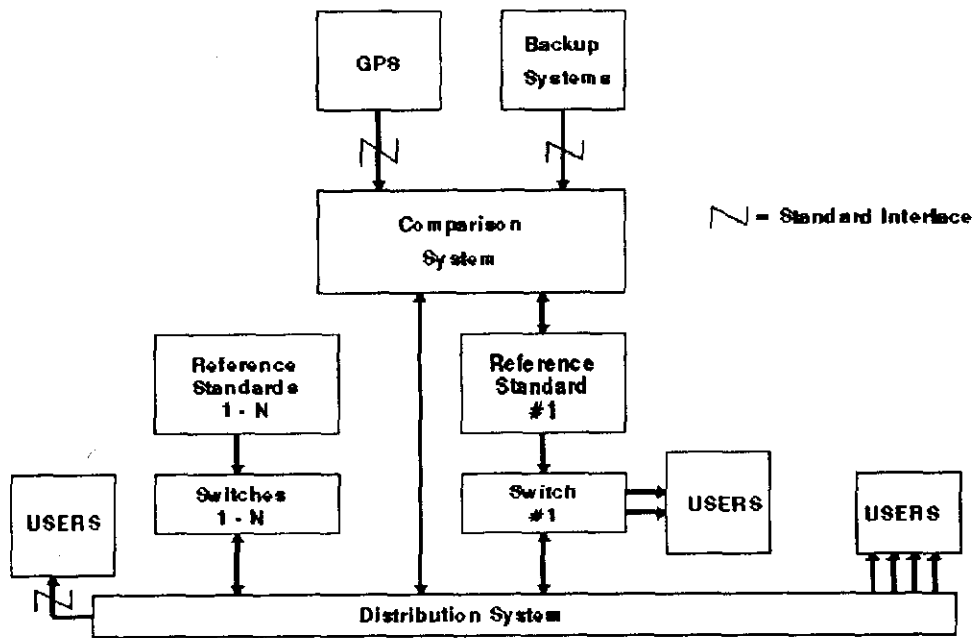 GPS
Backup
Systems
Comparison
System
= Standard Interface
Reference
Standards
1 - N
Reference
Standard
#1
Switches
1 - N
Switch
#1
USERS
USERS
USERS
Distribution System